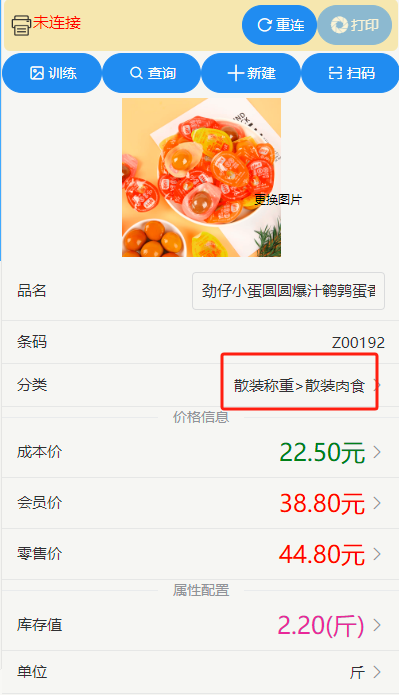 未连接
重连
打印
训练
查询
新建
扫码
更换图片
品名
劲仔小蛋圆圆爆汁鹌鹑蛋香
条码
Z00192
分类
散装称重>散装肉食
价格信息
成本价
22.50元
会员价
38.80元
零售价
44.80元
属性配置
库存值
2.20(斤)
单位
斤